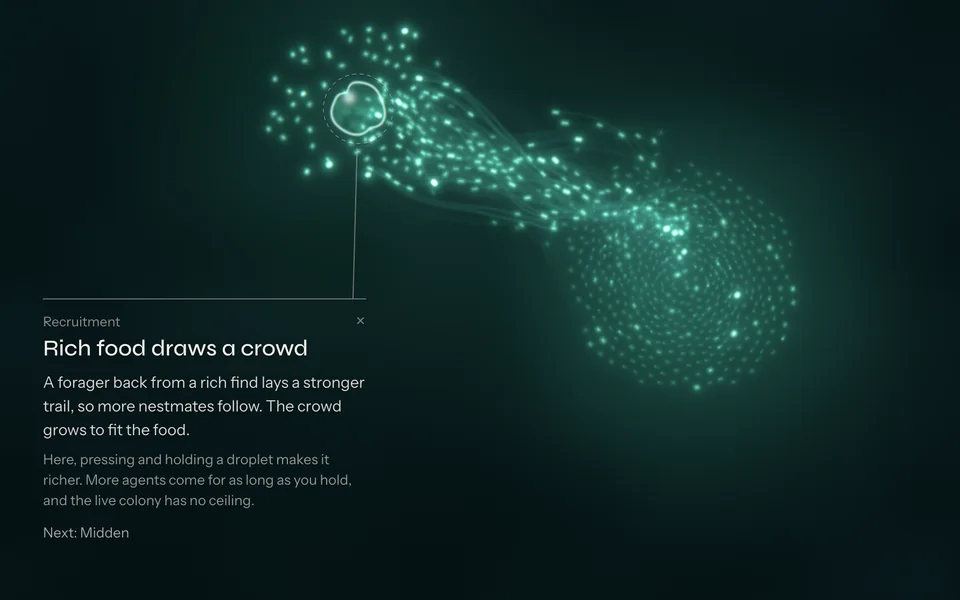 Recruitment ×
Rich food draws a crowd
A forager back from a rich find lays a stronger
trail, so more nestmates follow. The crowd
grows to fit the food.
Here, pressing and holding a droplet makes it
richer. More agents come for as long as you hold,
and the live colony has no ceiling.
Next: Midden